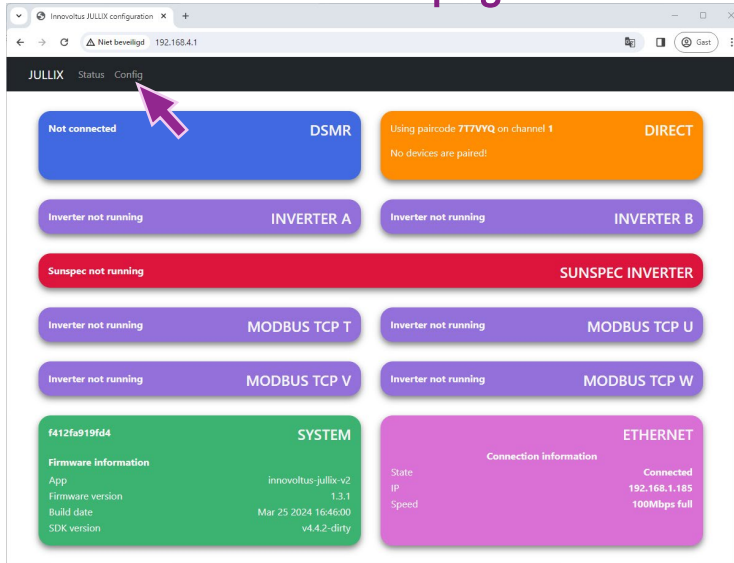 Innovoltus JULLIX configuration
Niet beveiligd 192.168.4.1
Gast
JULLIX Status Config
Not connected DSMR
Using paircode 7T7VYQ on channel 1 DIRECT
No devices are paired!
Inverter not running INVERTER A
Inverter not running INVERTER B
Sunspec not running SUNSPEC INVERTER
Inverter not running MODBUS TCP T
Inverter not running MODBUS TCP U
Inverter not running MODBUS TCP V
Inverter not running MODBUS TCP W
f412fa919fd4 SYSTEM
Firmware information
App innovoltus-jullix-v2
Firmware version 1.3.1
Build date Mar 25 2024 16:46:00
SDK version v4.4.2-dirty
ETHERNET
Connection information
State Connected
IP 192.168.1.185
Speed 100Mbps full